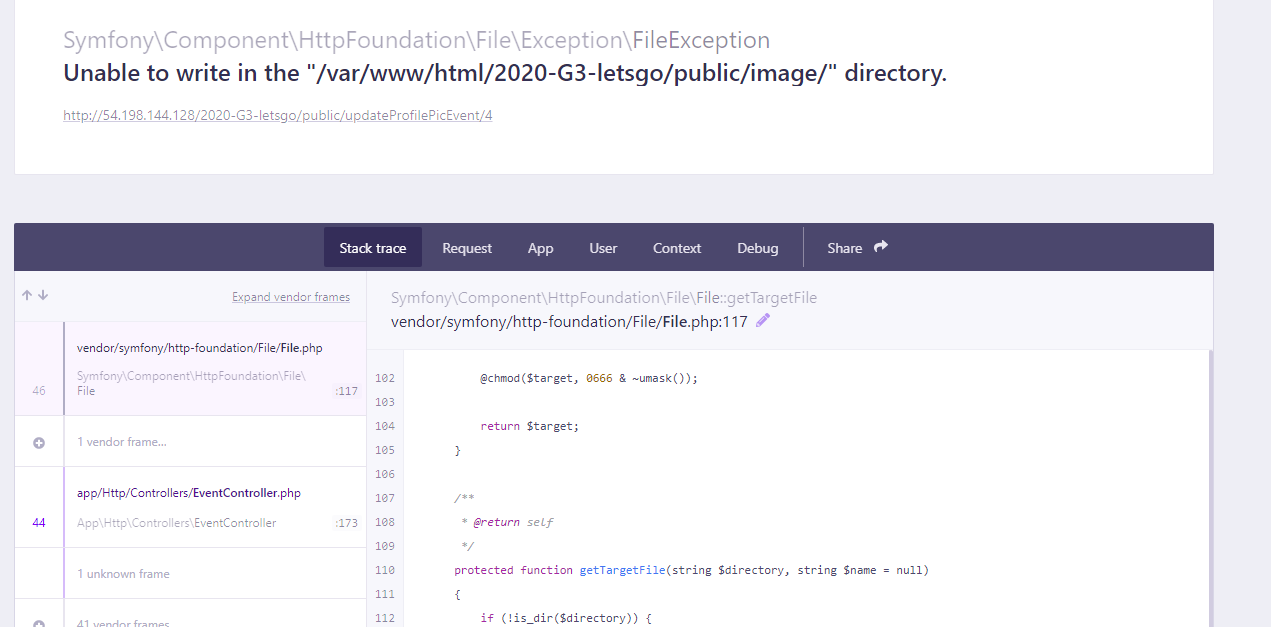 Symfony\Component\HttpFoundation\File\Exception\FileException
Unable to write in the "/var/www/html/2020-G3-letsgo/public/image/" directory.
http://54.198.144.128/2020-G3-letsgo/public/updateProfilePicEvent/4
Stack trace Request App User Context Debug Share
Expand vendor frames
vendor/symfony/http-foundation/File/File.php
Symfony\Component\HttpFoundation\File\
46 File :117
1 vendor frame...
app/Http/Controllers/EventController.php
44 App\Http\Controllers\EventController :173
1 unknown frame
41 vendor frames...
Symfony\Component\HttpFoundation\File\File::getTargetFile
vendor/symfony/http-foundation/File/File.php:117
102 @chmod($target, 0666 & ~umask());
103
104 return $target;
105 }
106
107 /**
108 * @return self
109 */
110 protected function getTargetFile(string $directory, string $name = null)
111 {
112 if (!is_dir($directory)) {